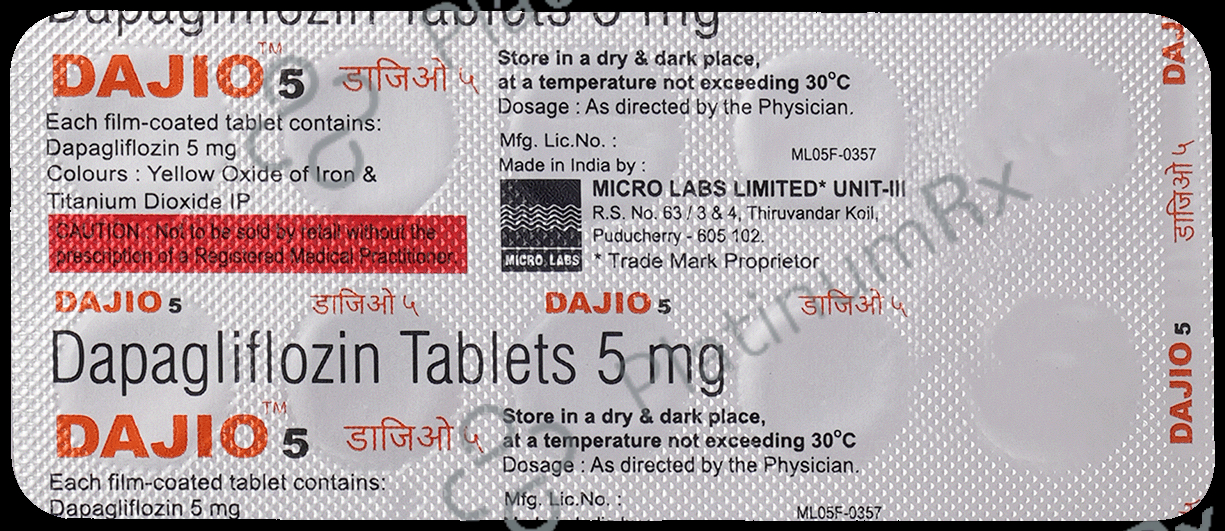 Dapagliflozin Tablets 5 mg
DAJIO™ 5 डाजिओ ५
Each film-coated tablet contains:
Dapagliflozin 5 mg
Colours : Yellow Oxide of Iron &
Titanium Dioxide IP
CAUTION : Not to be sold by retail without the
prescription of a Registered Medical Practitioner.
Store in a dry & dark place,
at a temperature not exceeding 30°C
Dosage : As directed by the Physician.
Mfg. Lic.No. :
ML05F-0357
Made in India by :
MICRO LABS
MICRO LABS LIMITED* UNIT-III
R.S. No. 63 / 3 & 4, Thiruvandar Koil,
Puducherry - 605 102.
* Trade Mark Proprietor
DAJIO 5 डाजिओ ५ DAJIO 5 डाजिओ ५
Dapagliflozin Tablets 5 mg
DAJIO™ 5 डाजिओ ५
Each film-coated tablet contains:
Dapagliflozin 5 mg
Store in a dry & dark place,
at a temperature not exceeding 30°C
Dosage : As directed by the Physician.
Mfg. Lic.No. :
ML05F-0357
DAJ
डाजिओ ५
DAJIO 5
PlatinumRx